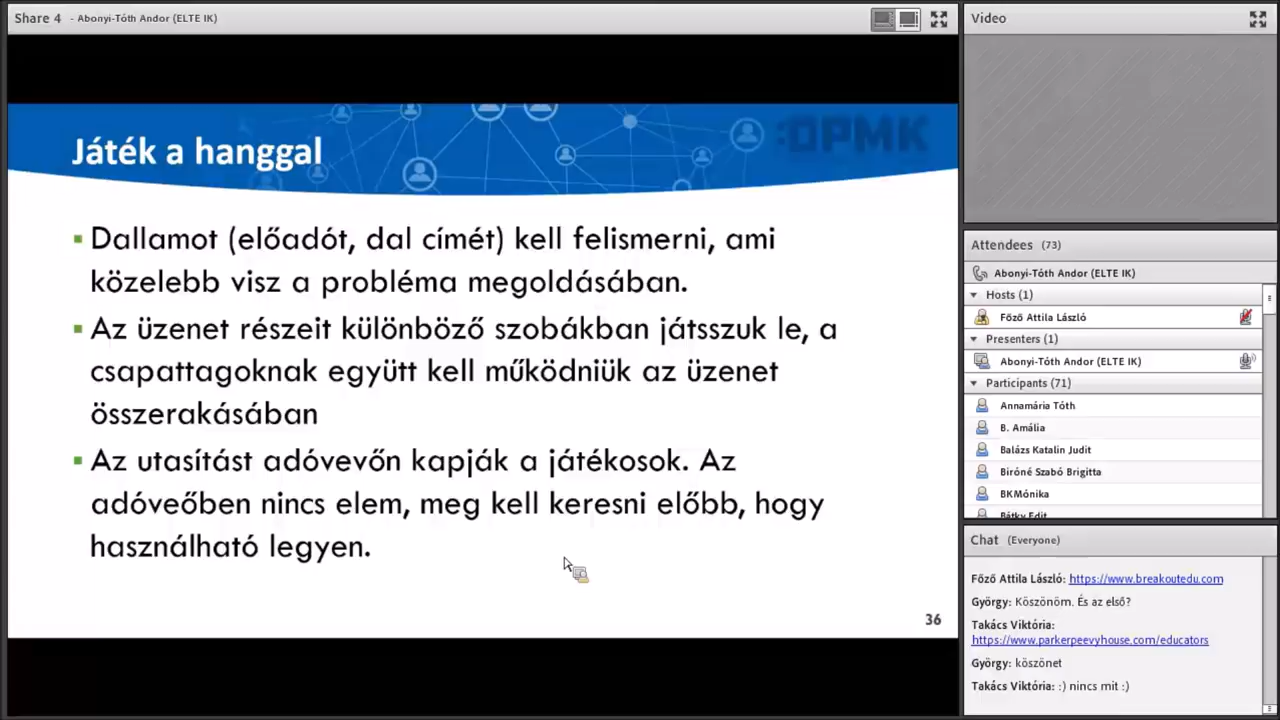 Share 4 - Abonyi-Tóth Andor (ELTE IK)
:OPMK
Játék a hanggal
Dallamot (előadót, dal címét) kell felismerni, ami
közelebb visz a probléma megoldásában.
Az üzenet részeit különböző szobákban játsszuk le, a
csapattagoknak együtt kell működniük az üzenet
összerakásában
Az utasítást adóvevőn kapják a játékosok. Az
adóveőben nincs elem, meg kell keresni előbb, hogy
használható legyen.
36
Video
Attendees (73)
Abonyi-Tóth Andor (ELTE IK)
Hosts (1)
Főző Attila László
Presenters (1)
Abonyi-Tóth Andor (ELTE IK)
Participants (71)
Annamária Tóth
B. Amália
Balázs Katalin Judit
Biróné Szabó Brigitta
BKMónika
Bátky Edit
Chat (Everyone)
Főző Attila László: https://www.breakoutedu.com
György: Köszönöm. És az első?
Takács Viktória:
https://www.parkerpeevyhouse.com/educators
György: köszönet
Takács Viktória: :) nincs mit :)